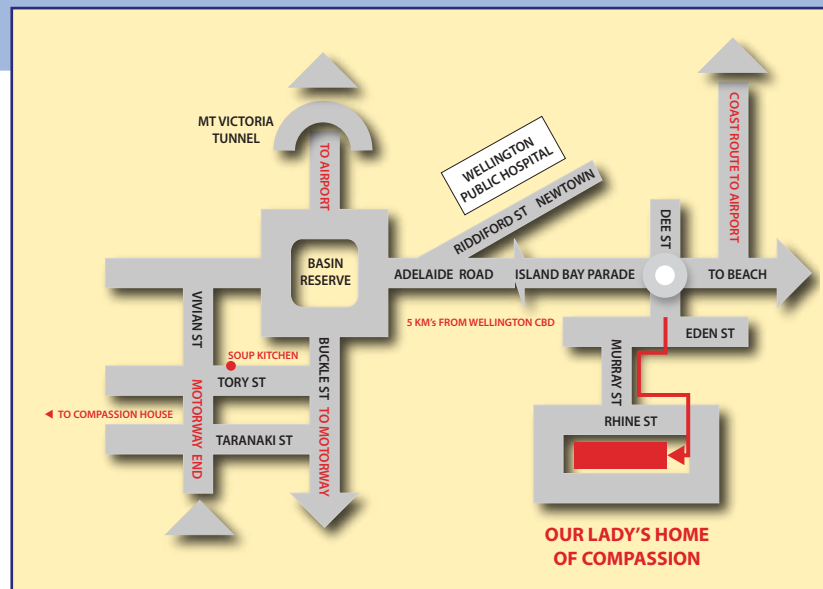 MT VICTORIA
TUNNEL
TO AIRPORT
WELLINGTON
PUBLIC HOSPITAL
RIDDIFORD ST NEWTOWN
COAST ROUTE TO AIRPORT
DEE ST
BASIN
RESERVE
ADELAIDE ROAD
ISLAND BAY PARADE
TO BEACH
VIVIAN ST
5 KM's FROM WELLINGTON CBD
EDEN ST
BUCKLE ST TO MOTORWAY
MURRAY ST
SOUP KITCHEN
TORY ST
MOTORWAY END
TO COMPASSION HOUSE
RHINE ST
TARANAKI ST
OUR LADY'S HOME
OF COMPASSION